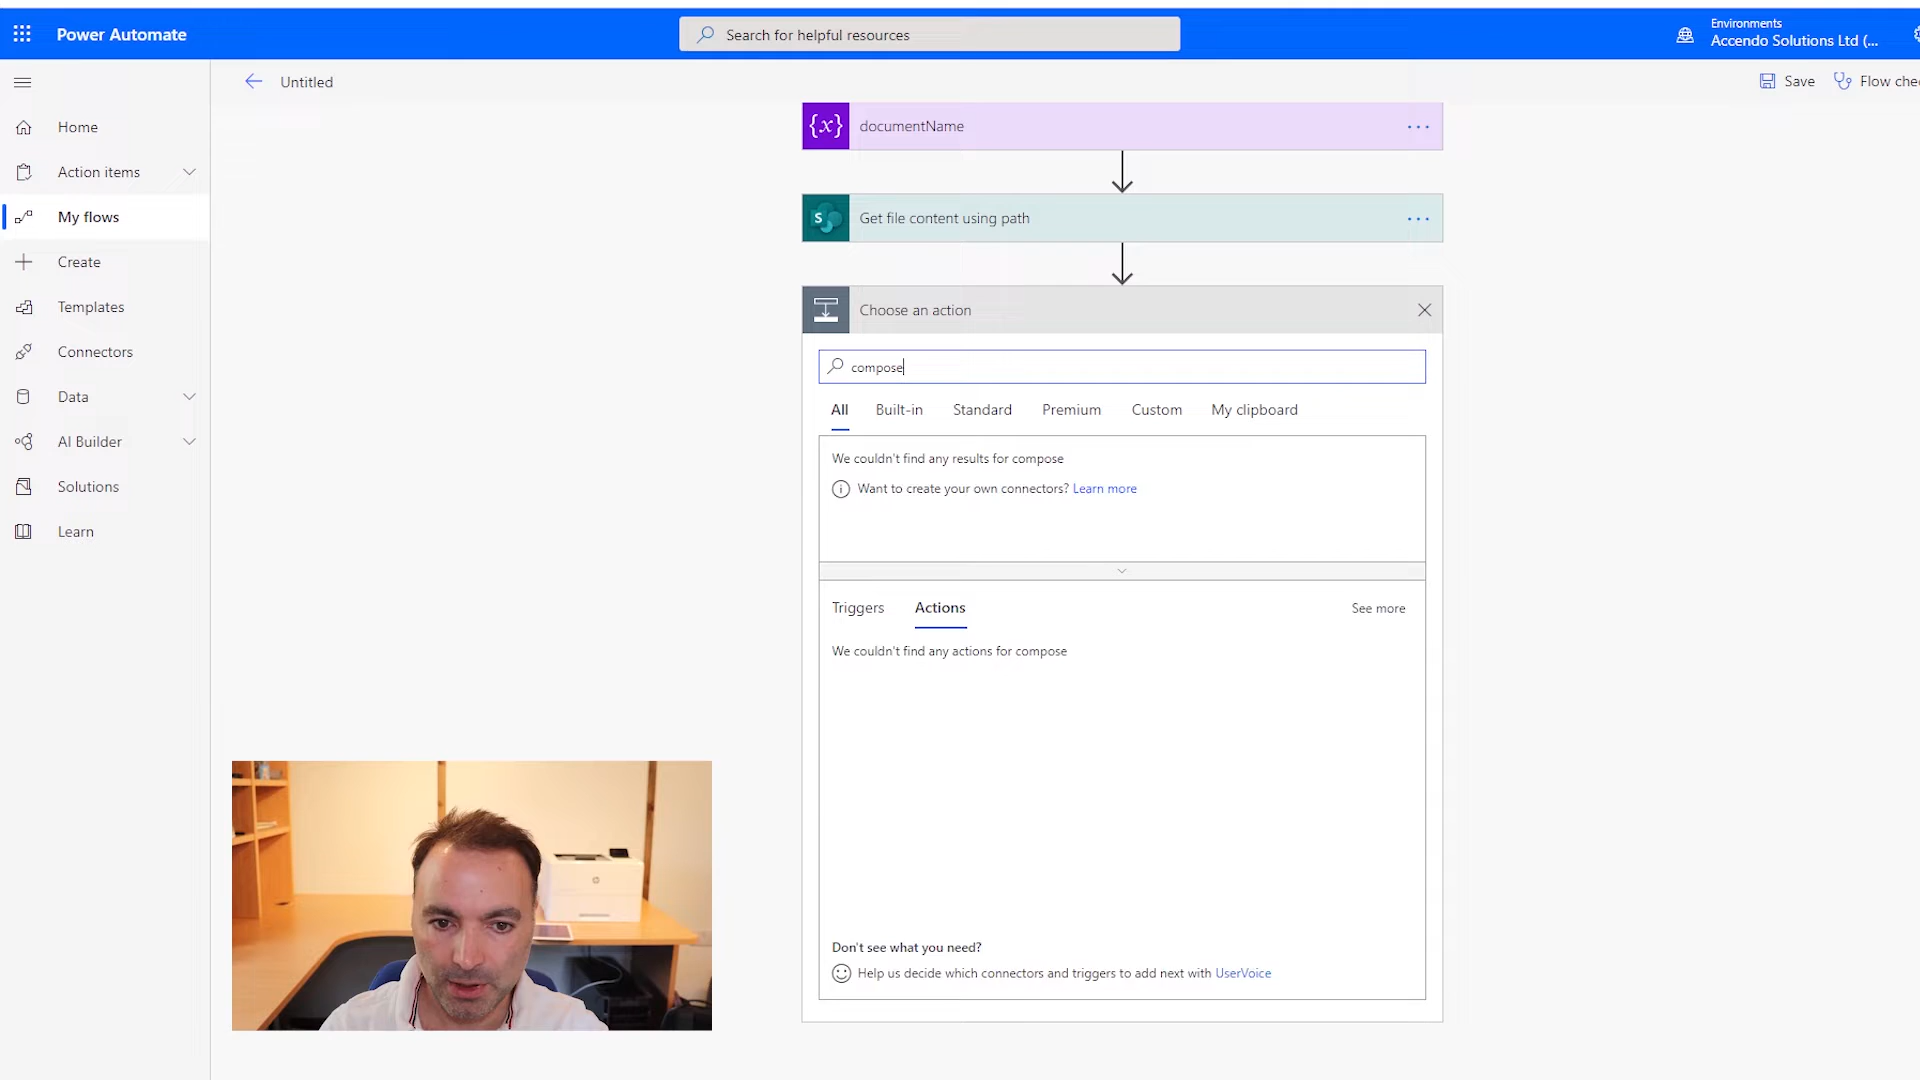 Power Automate
Search for helpful resources
Environments
Accendo Solutions Ltd (...
Untitled
Save
Flow che
Home
Action items
My flows
Create
Templates
Connectors
Data
AI Builder
Solutions
Learn
{x}
documentName
S
Get file content using path
Choose an action
compose
All Built-in Standard Premium Custom My clipboard
We couldn't find any results for compose
Want to create your own connectors? Learn more
Triggers Actions See more
We couldn't find any actions for compose
Don't see what you need?
Help us decide which connectors and triggers to add next with UserVoice